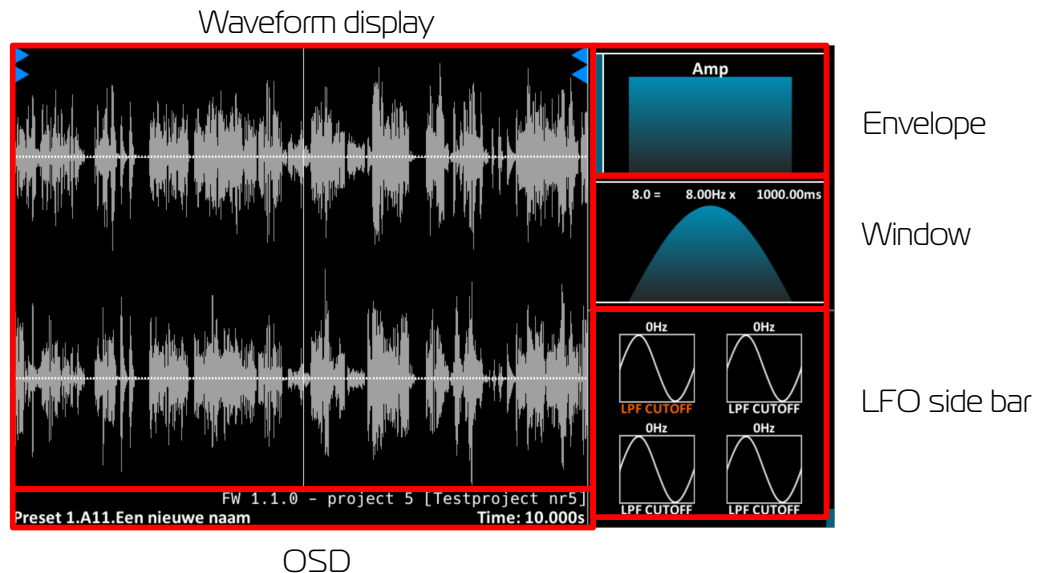 Waveform display
Amp
Envelope
8.0 = 8.00Hz x 1000.00ms
Window
0Hz 0Hz
LPF CUTOFF LPF CUTOFF
LFO side bar
0Hz 0Hz
LPF CUTOFF LPF CUTOFF
FW 1.1.0 – project 5 [Testproject nr5]
Preset 1.A11.Een nieuwe naam Time: 10.000s
OSD